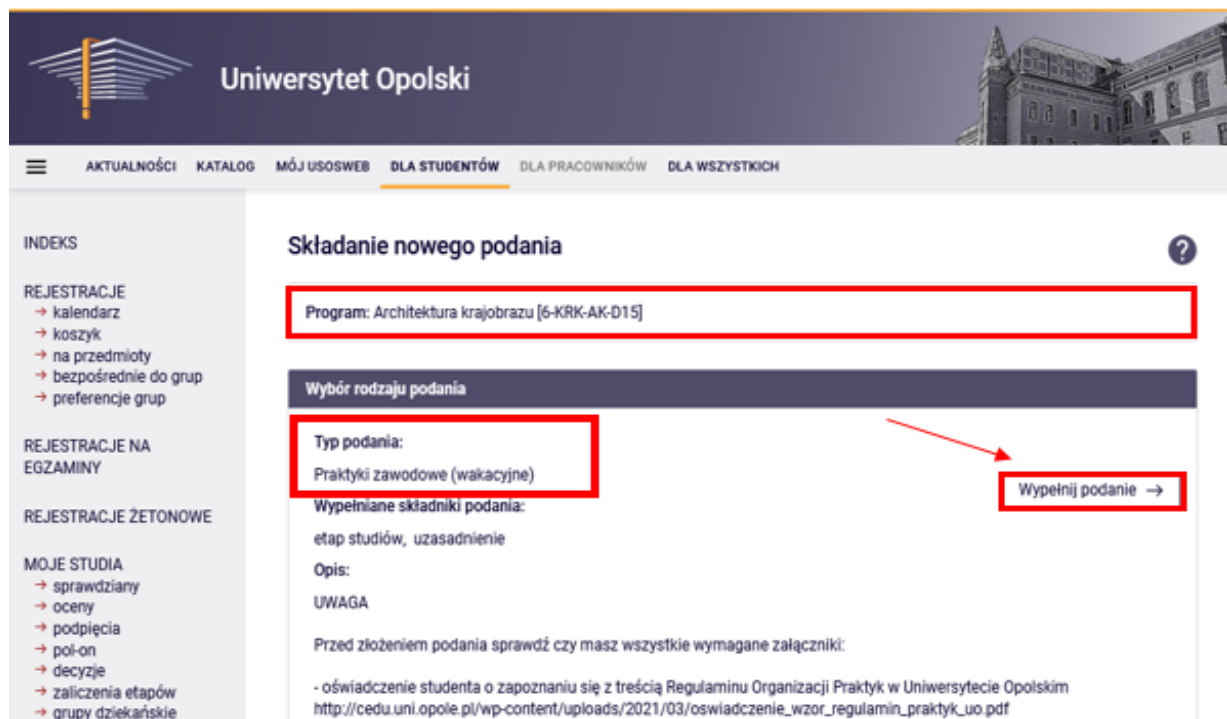 Uniwersytet Opolski
AKTUALNOŚCI KATALOG MÓJ USOSWEB DLA STUDENTÓW DLA PRACOWNIKÓW DLA WSZYSTKICH
INDEKS
REJESTRACJE
→ kalendarz
→ koszyk
→ na przedmioty
→ bezpośrednie do grup
→ preferencje grup
REJESTRACJE NA
EGZAMINY
REJESTRACJE ŻETONOWE
MOJE STUDIA
→ sprawdziany
→ oceny
→ podpięcia
→ pol-on
→ decyzje
→ zaliczenia etapów
→ grupy dziekańskie
Składanie nowego podania
?
Program: Architektura krajobrazu [6-KRK-AK-D15]
Wybór rodzaju podania
Typ podania:
Praktyki zawodowe (wakacyjne)
Wypełnij podanie →
Wypełniane składniki podania:
etap studiów, uzasadnienie
Opis:
UWAGA
Przed złożeniem podania sprawdź czy masz wszystkie wymagane załączniki:
- oświadczenie studenta o zapoznaniu się z treścią Regulaminu Organizacji Praktyk w Uniwersytecie Opolskim
http://cedu.uni.opole.pl/wp-content/uploads/2021/03/oswiadczenie_wzor_regulamin_praktyk_uo.pdf